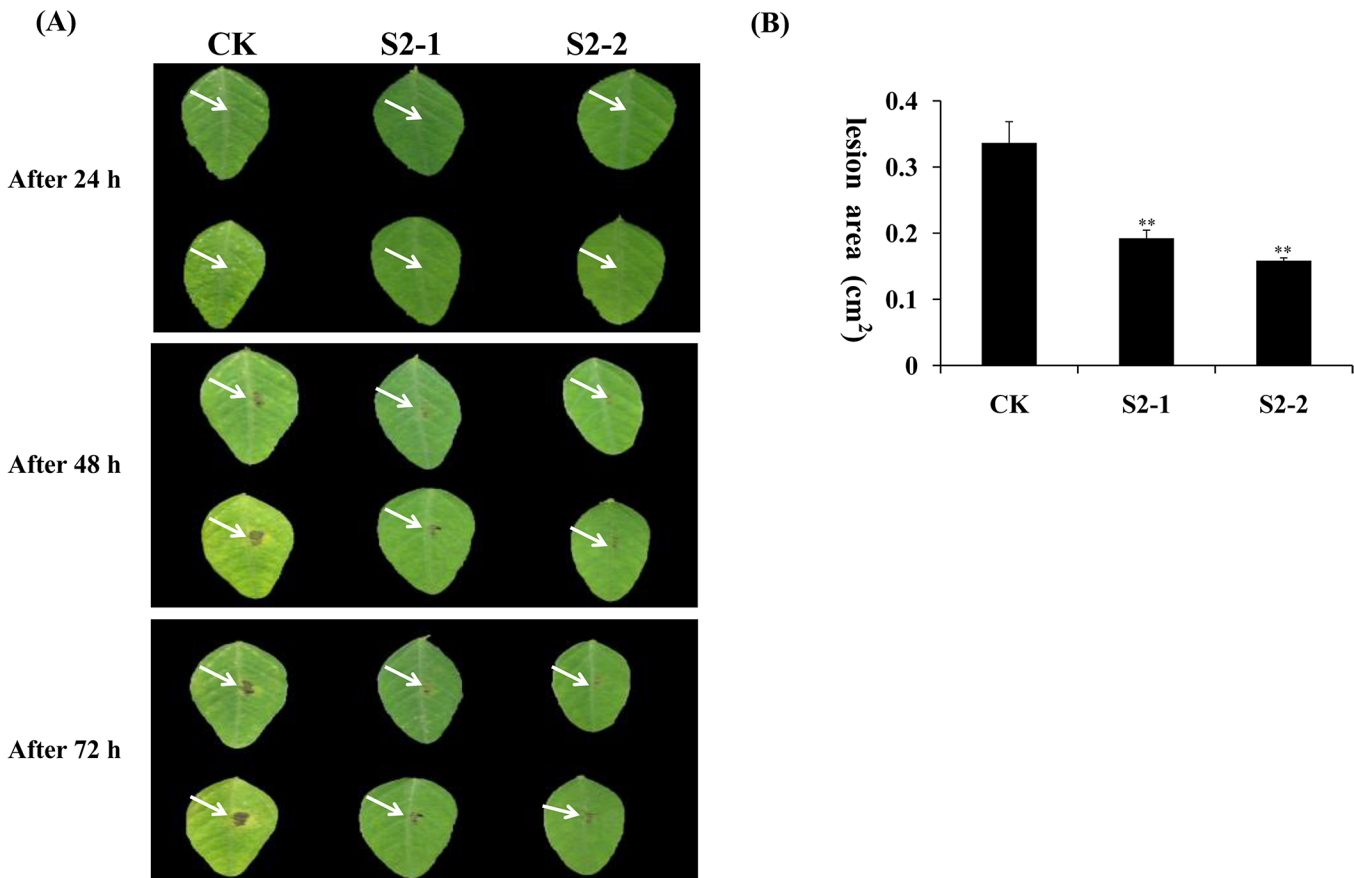 (A)
CK S2-1 S2-2
After 24 h
After 48 h
After 72 h
(B)
lesion area (cm²)
0.4
0.3
0.2
0.1
0
**
**
CK S2-1 S2-2